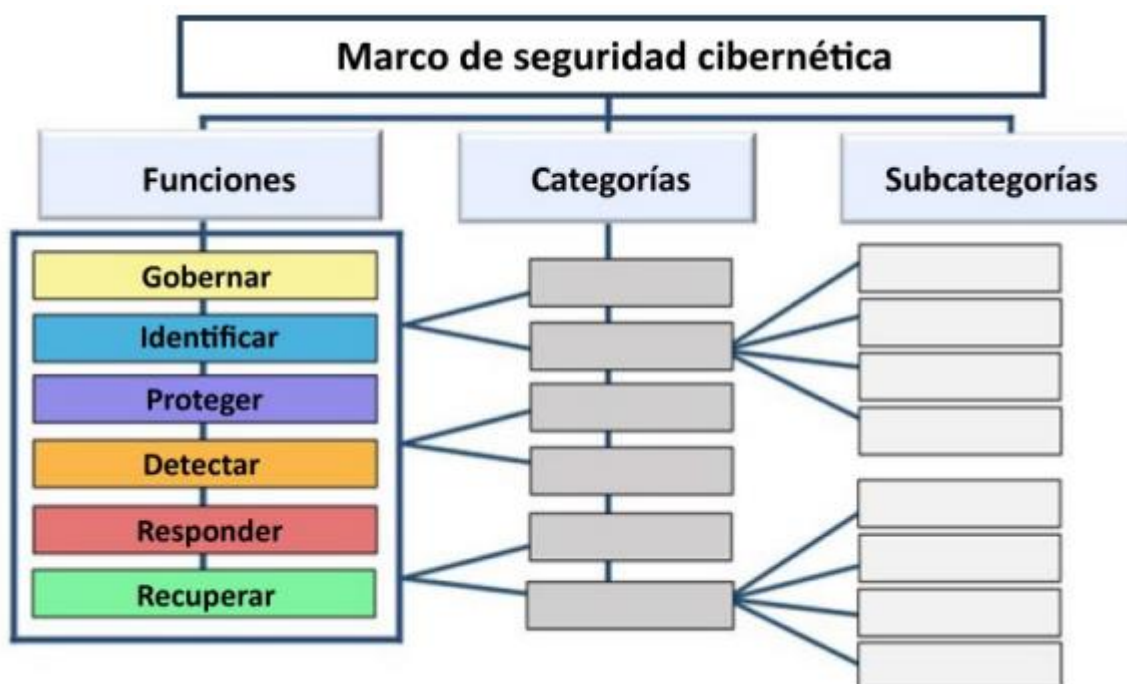 Marco de seguridad cibernética
Funciones
Categorías
Subcategorías
Gobernar
Identificar
Proteger
Detectar
Responder
Recuperar